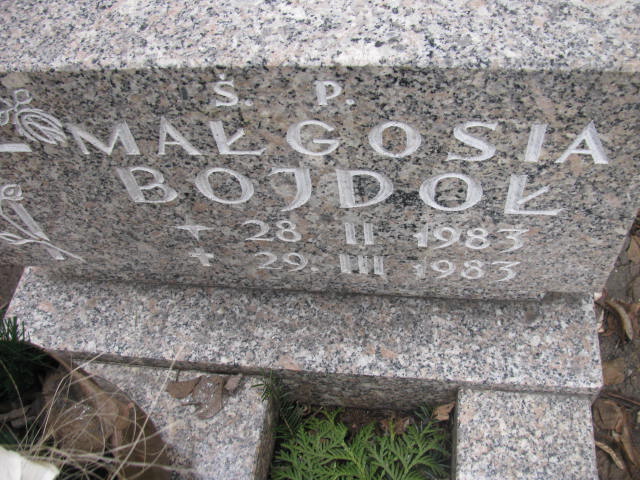 Ś. P.
MAŁGOSIA
BOJDOŁ
* 28. II 1983
† 29. III 1983